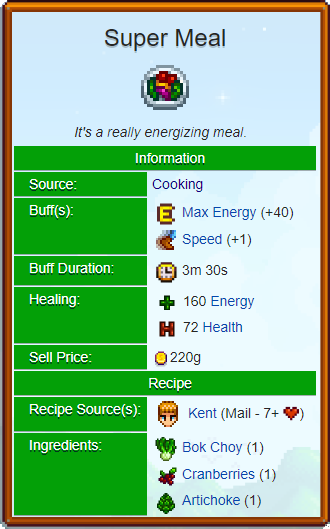 Super Meal
It's a really energizing meal.
Information
Source: Cooking
Buff(s): Max Energy (+40)
Speed (+1)
Buff Duration: 3m 30s
Healing: 160 Energy
72 Health
Sell Price: 220g
Recipe
Recipe Source(s): Kent (Mail - 7+ )
Ingredients: Bok Choy (1)
Cranberries (1)
Artichoke (1)